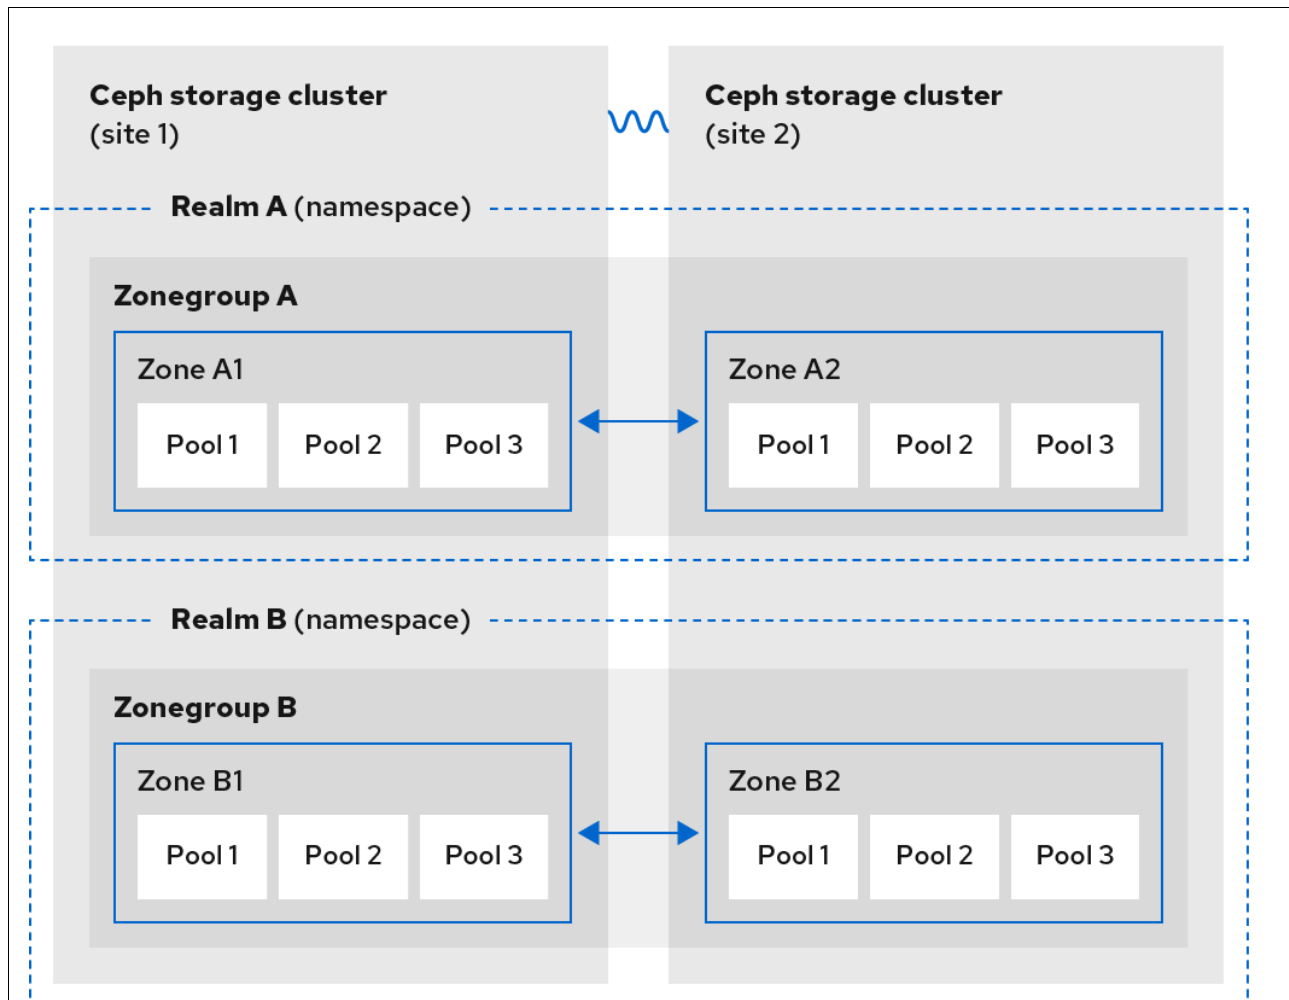 Ceph storage cluster
(site 1)
Ceph storage cluster
(site 2)
Realm A (namespace)
Zonegroup A
Zone A1
Pool 1 Pool 2 Pool 3
Zone A2
Pool 1 Pool 2 Pool 3
Realm B (namespace)
Zonegroup B
Zone B1
Pool 1 Pool 2 Pool 3
Zone B2
Pool 1 Pool 2 Pool 3